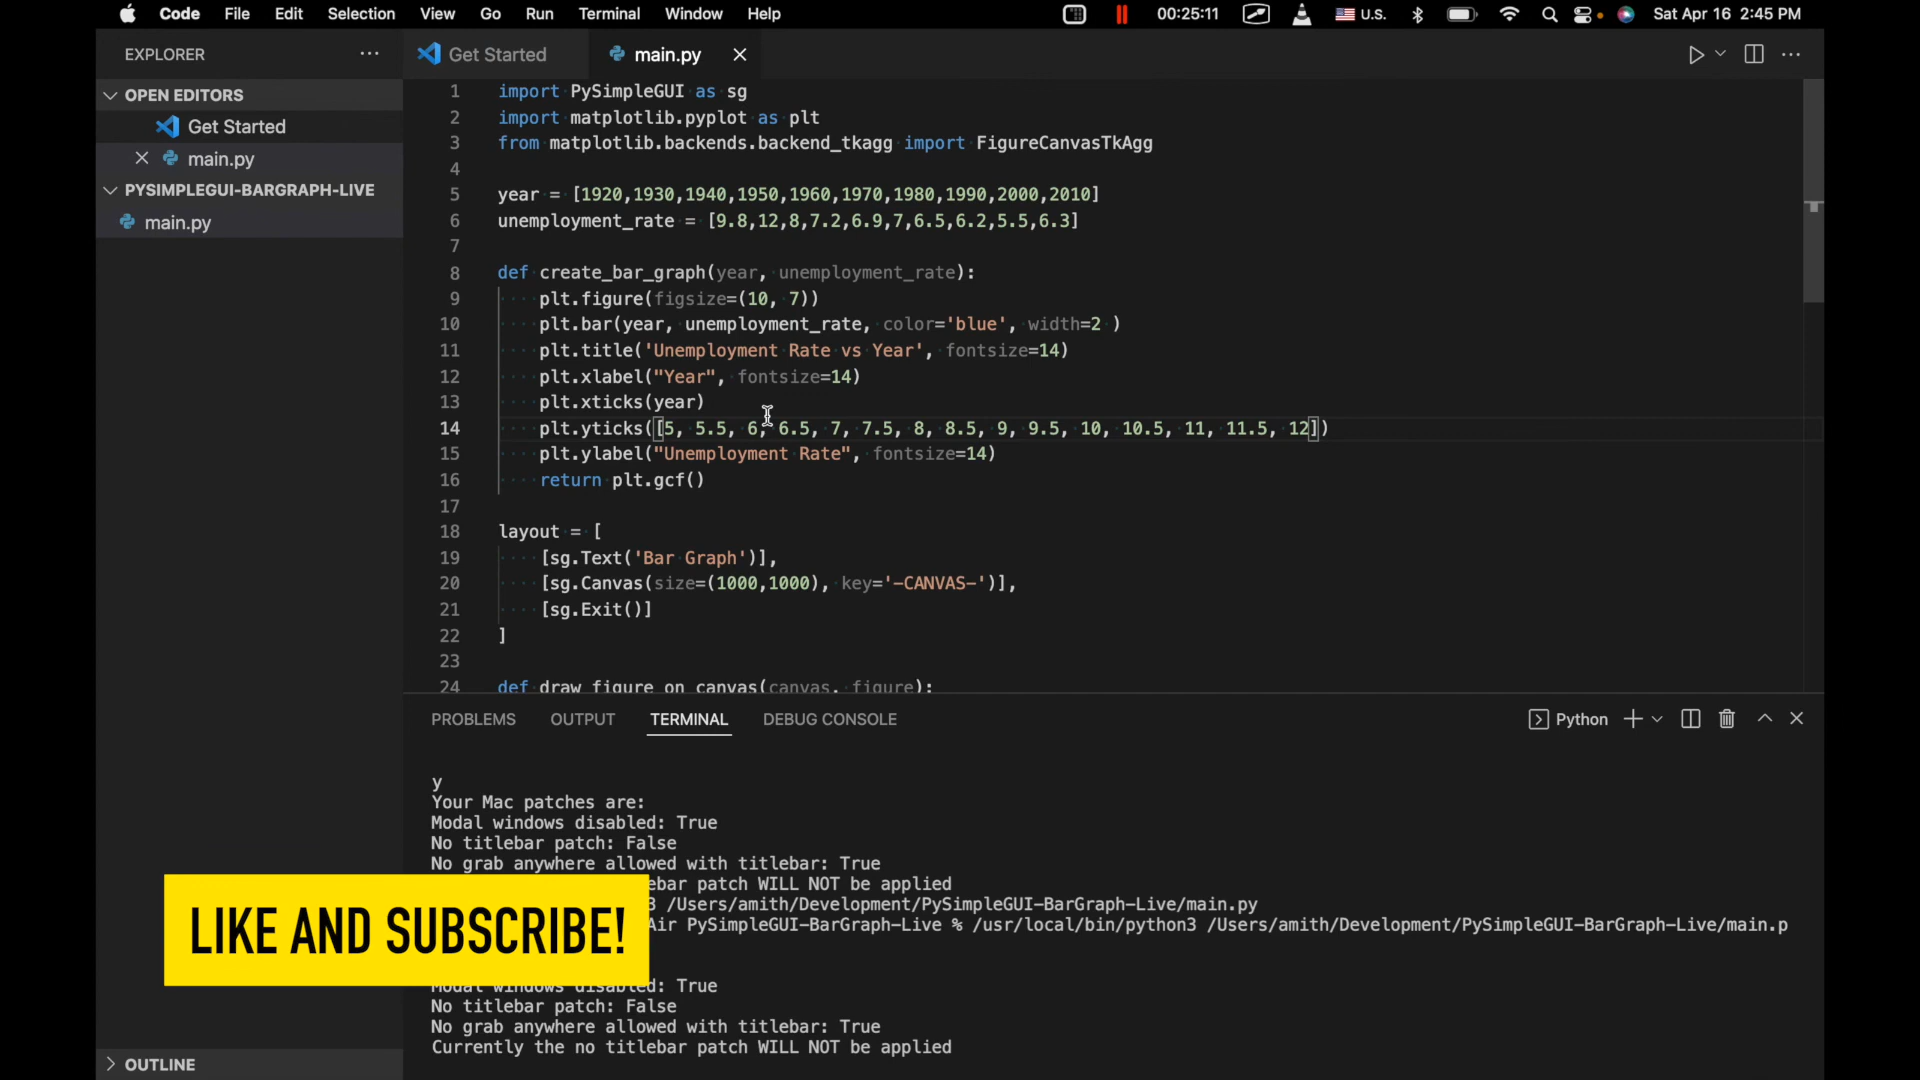 Code File Edit Selection View Go Run Terminal Window Help 00:25:11 U.S. Sat Apr 16 2:45 PM
EXPLORER
Get Started
main.py
OPEN EDITORS
Get Started
main.py
PYSIMPLEGUI-BARGRAPH-LIVE
main.py
OUTLINE
1 import PySimpleGUI as sg
2 import matplotlib.pyplot as plt
3 from matplotlib.backends.backend_tkagg import FigureCanvasTkAgg
4
5 year = [1920,1930,1940,1950,1960,1970,1980,1990,2000,2010]
6 unemployment_rate = [9.8,12,8,7.2,6.9,7,6.5,6.2,5.5,6.3]
7
8 def create_bar_graph(year, unemployment_rate):
9 plt.figure(figsize=(10, 7))
10 plt.bar(year, unemployment_rate, color='blue', width=2 )
11 plt.title('Unemployment Rate vs Year', fontsize=14)
12 plt.xlabel("Year", fontsize=14)
13 plt.xticks(year)
14 plt.yticks([5, 5.5, 6, 6.5, 7, 7.5, 8, 8.5, 9, 9.5, 10, 10.5, 11, 11.5, 12])
15 plt.ylabel("Unemployment Rate", fontsize=14)
16 return plt.gcf()
17
18 layout = [
19 [sg.Text('Bar Graph')],
20 [sg.Canvas(size=(1000,1000), key='-CANVAS-')],
21 [sg.Exit()]
22 ]
23
24 def draw_figure_on_canvas(canvas, figure):
PROBLEMS OUTPUT TERMINAL DEBUG CONSOLE Python
y
Your Mac patches are:
Modal windows disabled: True
No titlebar patch: False
No grab anywhere allowed with titlebar: True
ebar patch WILL NOT be applied
3 /Users/amith/Development/PySimpleGUI-BarGraph-Live/main.py
Air PySimpleGUI-BarGraph-Live % /usr/local/bin/python3 /Users/amith/Development/PySimpleGUI-BarGraph-Live/main.p
LIKE AND SUBSCRIBE!
Modal windows disabled: True
No titlebar patch: False
No grab anywhere allowed with titlebar: True
Currently the no titlebar patch WILL NOT be applied